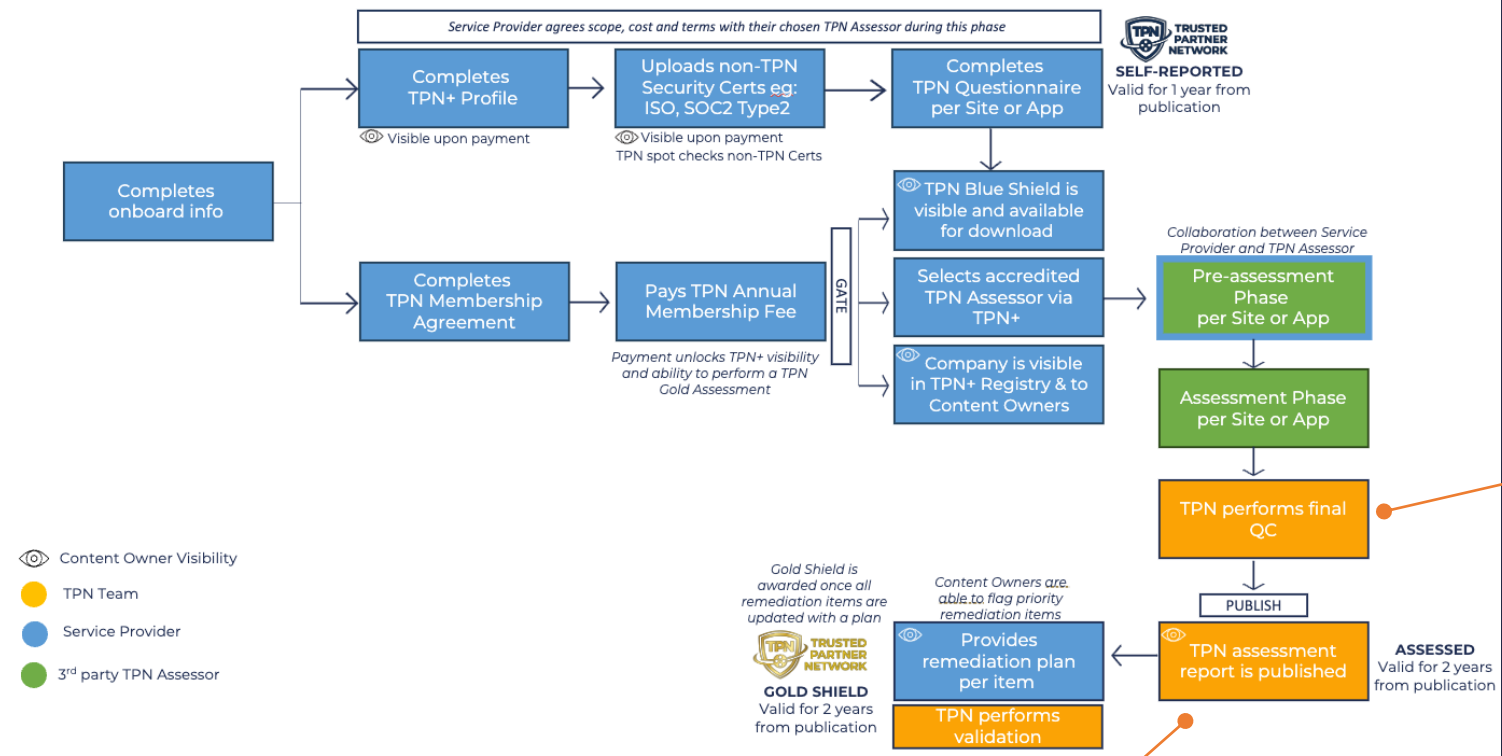 Service Provider agrees scope, cost and terms with their chosen TPN Assessor during this phase
Completes
TPN+ Profile
Visible upon payment
Uploads non-TPN
Security Certs eg:
ISO, SOC2 Type2
Visible upon payment
TPN spot checks non-TPN Certs
Completes
TPN Questionnaire
per Site or App
TPN
TRUSTED
PARTNER
NETWORK
SELF-REPORTED
Valid for 1 year from
publication
Completes
onboard info
Completes
TPN Membership
Agreement
Pays TPN Annual
Membership Fee
Payment unlocks TPN+ visibility
and ability to perform a TPN
Gold Assessment
GATE
TPN Blue Shield is
visible and available
for download
Selects accredited
TPN Assessor via
TPN+
Company is visible
in TPN+ Registry & to
Content Owners
Collaboration between Service
Provider and TPN Assessor
Pre-assessment
Phase
per Site or App
Assessment Phase
per Site or App
TPN performs final
QC
PUBLISH
TPN assessment
report is published
ASSESSED
Valid for 2 years
from publication
Content Owners are
able to flag priority
remediation items
Provides
remediation plan
per item
TPN performs
validation
Gold Shield is
awarded once all
remediation items are
updated with a plan
TPN
TRUSTED
PARTNER
NETWORK
GOLD SHIELD
Valid for 2 years
from publication
Content Owner Visibility
TPN Team
Service Provider
3rd party TPN Assessor